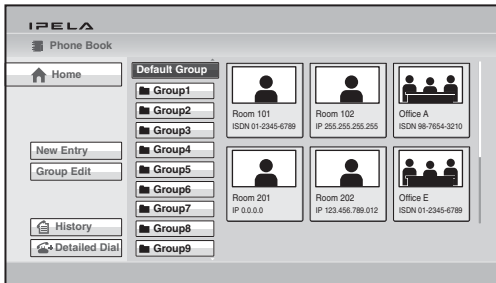 IPELA
Phone Book
Home
New Entry
Group Edit
History
Detailed Dial
Default Group
Group1
Group2
Group3
Group4
Group5
Group6
Group7
Group8
Group9
Room 101
ISDN 01-2345-6789
Room 102
IP 255.255.255.255
Office A
ISDN 98-7654-3210
Room 201
IP 0.0.0.0
Room 202
IP 123.456.789.012
Office E
ISDN 01-2345-6789